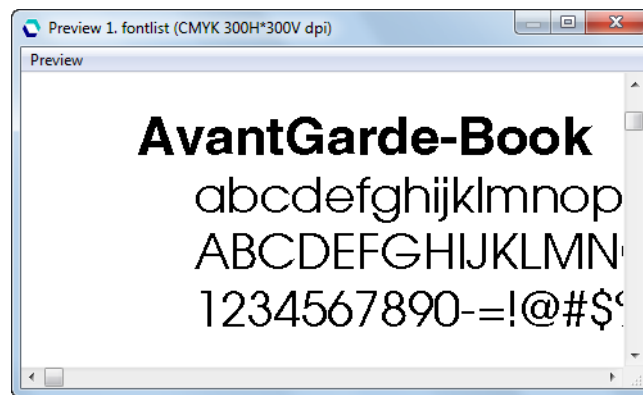 Preview 1. fontlist (CMYK 300H*300V dpi)
Preview
AvantGarde-Book
abcdefghijklmnop
ABCDEFGHIJKLMN
1234567890-=!@#$